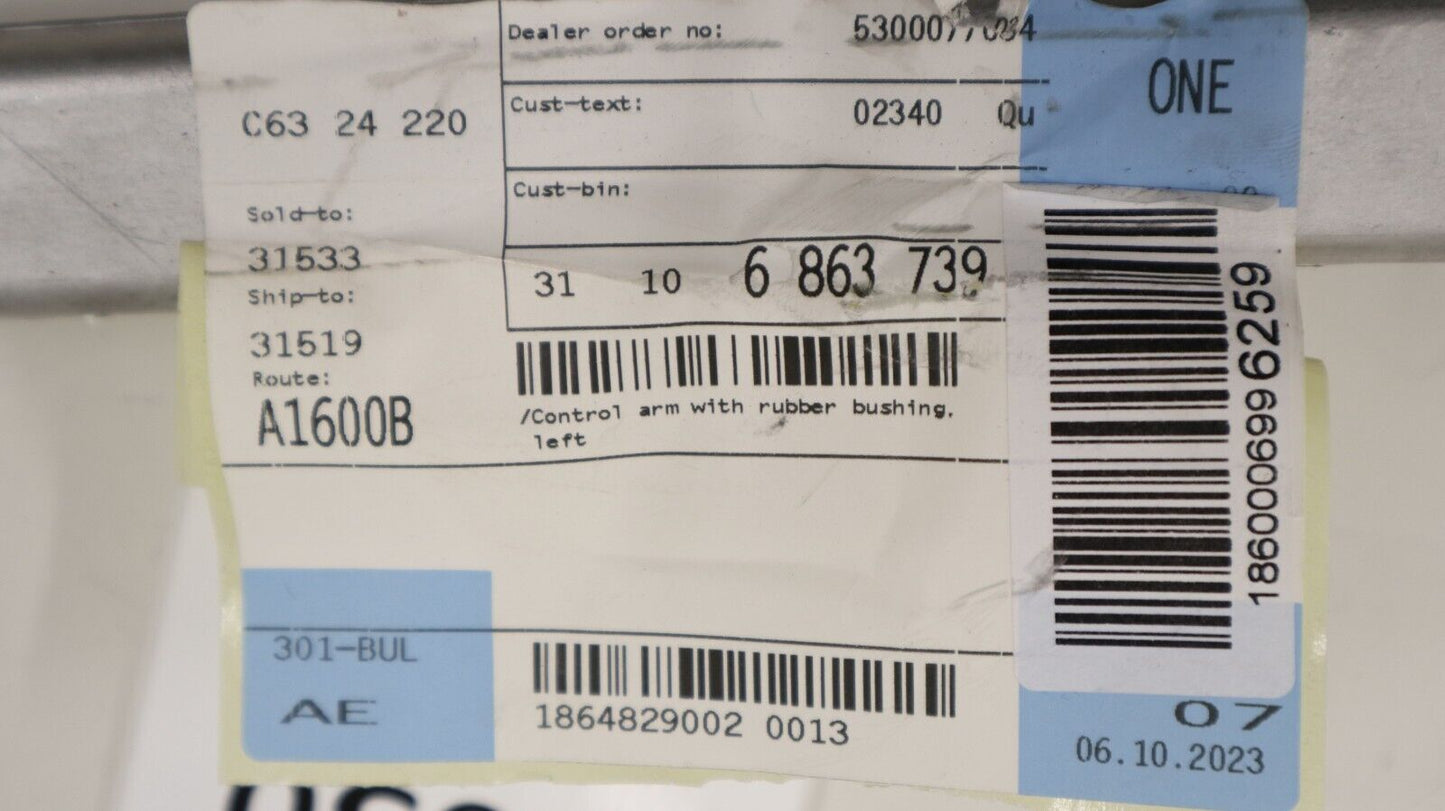 C63 24 220
Sold-to:
31533
Ship-to:
31519
Route:
A1600B
Dealer order no:
Cust-text: 02340 Qu
Cust-bin:
31 10 6 863 739
/Control arm with rubber bushing,
left
ONE
186000699 6259
301-BUL
AE
1864829002 0013
07
06.10.2023